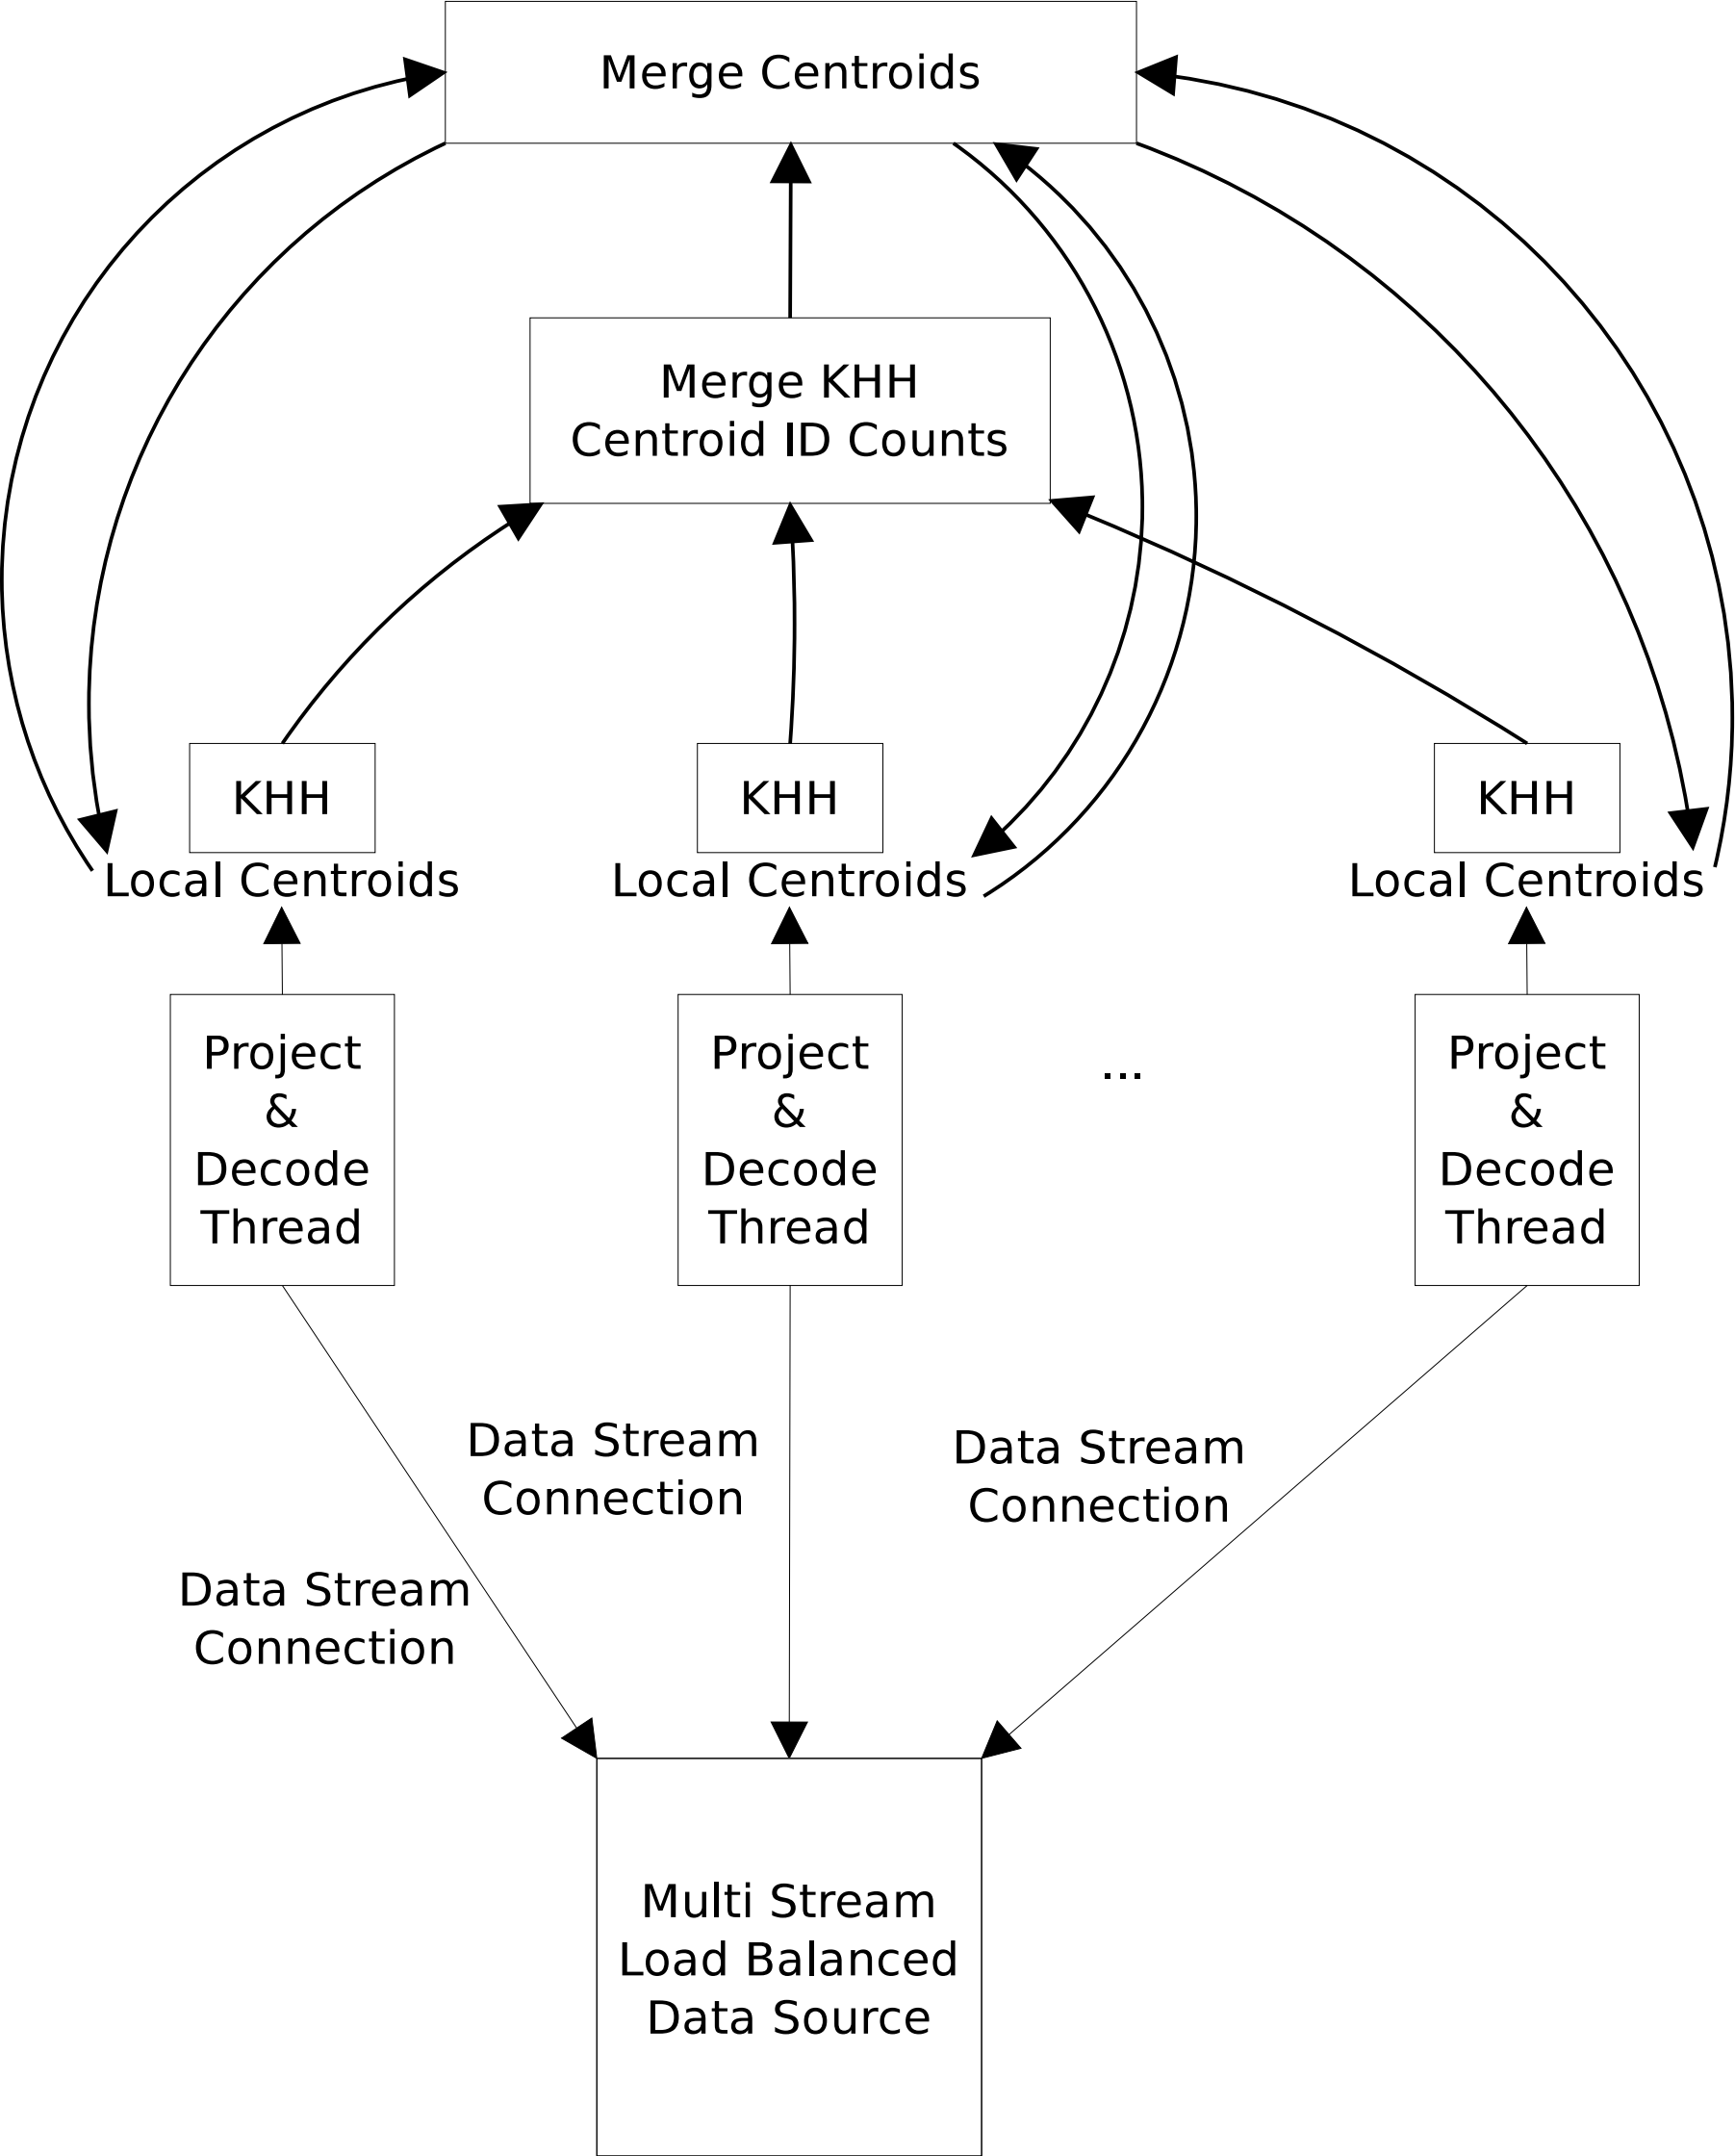 Merge Centroids
Merge KHH
Centroid ID Counts
KHH
KHH
KHH
Local Centroids
Local Centroids
Local Centroids
Project
&
Decode
Thread
Project
&
Decode
Thread
...
Project
&
Decode
Thread
Data Stream
Connection
Data Stream
Connection
Data Stream
Connection
Multi Stream
Load Balanced
Data Source